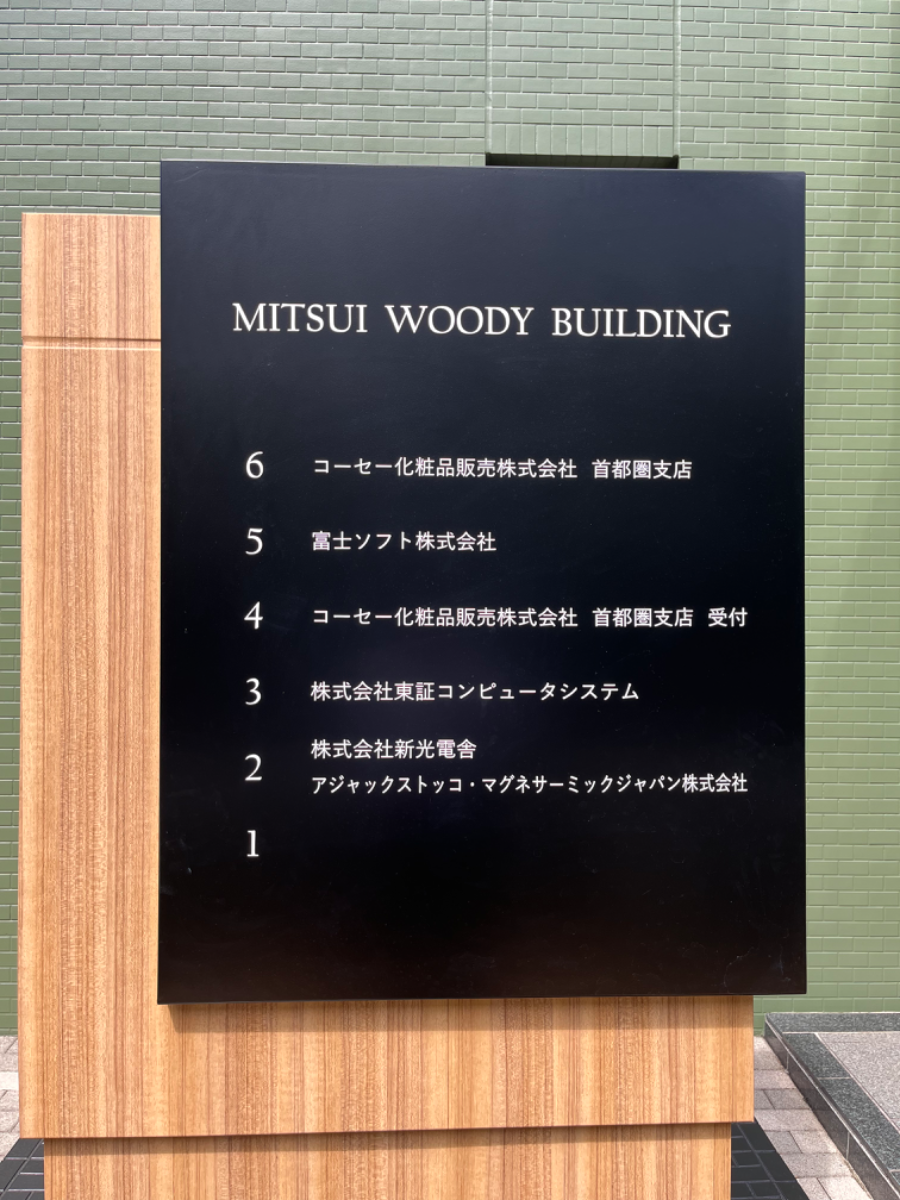 MITSUI WOODY BUILDING
6 コーセー化粧品販売株式会社 首都圏支店
5 富士ソフト株式会社
4 コーセー化粧品販売株式会社 首都圏支店 受付
3 株式会社東証コンピュータシステム
2 株式会社新光電舎
アジャックストッコ・マグネサーミックジャパン株式会社
1